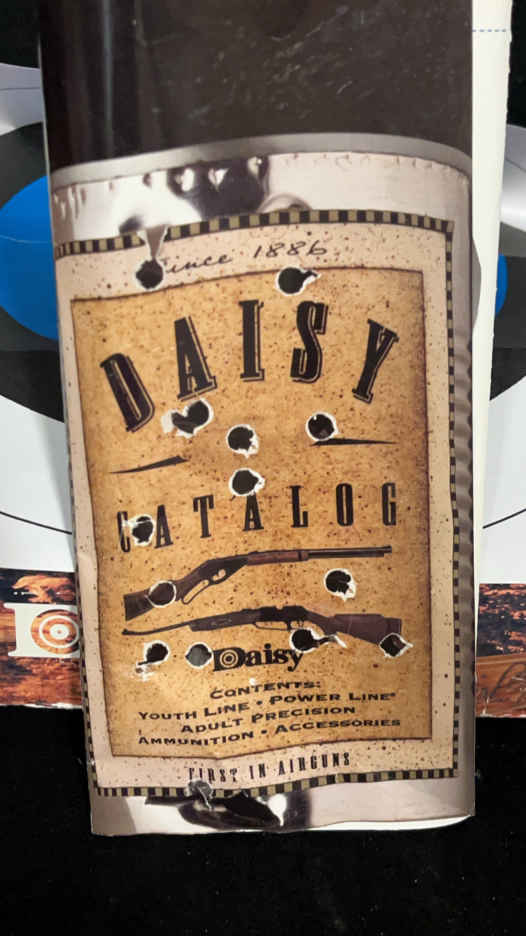 Since 1886
DAISY
CATALOG
Daisy
CONTENTS:
YOUTH LINE • POWER LINE®
ADULT PRECISION
AMMUNITION • ACCESSORIES
FIRST IN AIRGUNS
D